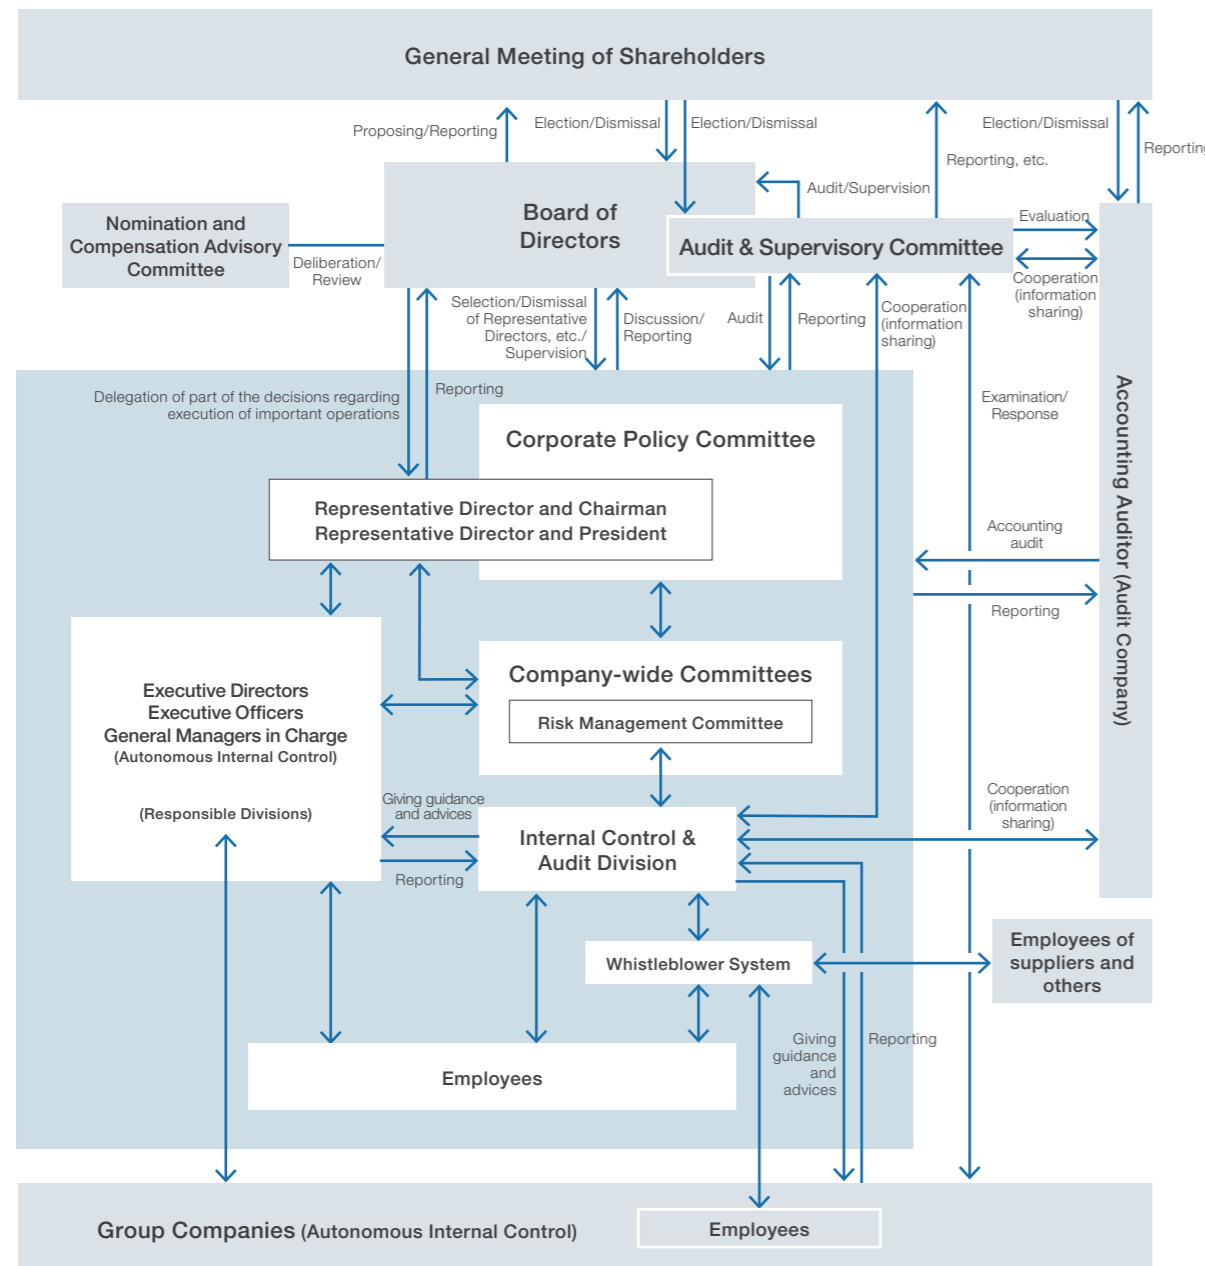 General Meeting of Shareholders
Proposing/Reporting
Election/Dismissal
Election/Dismissal
Reporting, etc.
Election/Dismissal
Reporting
Nomination and
Compensation Advisory
Committee
Deliberation/
Review
Board of
Directors
Audit/Supervision
Audit & Supervisory Committee
Evaluation
Cooperation
(information
sharing)
Selection/Dismissal
of Representative
Directors, etc./
Supervision
Discussion/
Reporting
Audit
Reporting
Cooperation
(information
sharing)
Delegation of part of the decisions regarding
execution of important operations
Reporting
Examination/
Response
Accounting Auditor (Audit Company)
Corporate Policy Committee
Representative Director and Chairman
Representative Director and President
Accounting
audit
Reporting
Executive Directors
Executive Officers
General Managers in Charge
(Autonomous Internal Control)
(Responsible Divisions)
Company-wide Committees
Risk Management Committee
Giving guidance
and advices
Reporting
Internal Control &
Audit Division
Cooperation
(information
sharing)
Whistleblower System
Employees of
suppliers and
others
Giving
guidance
and
advices
Reporting
Employees
Group Companies (Autonomous Internal Control)
Employees